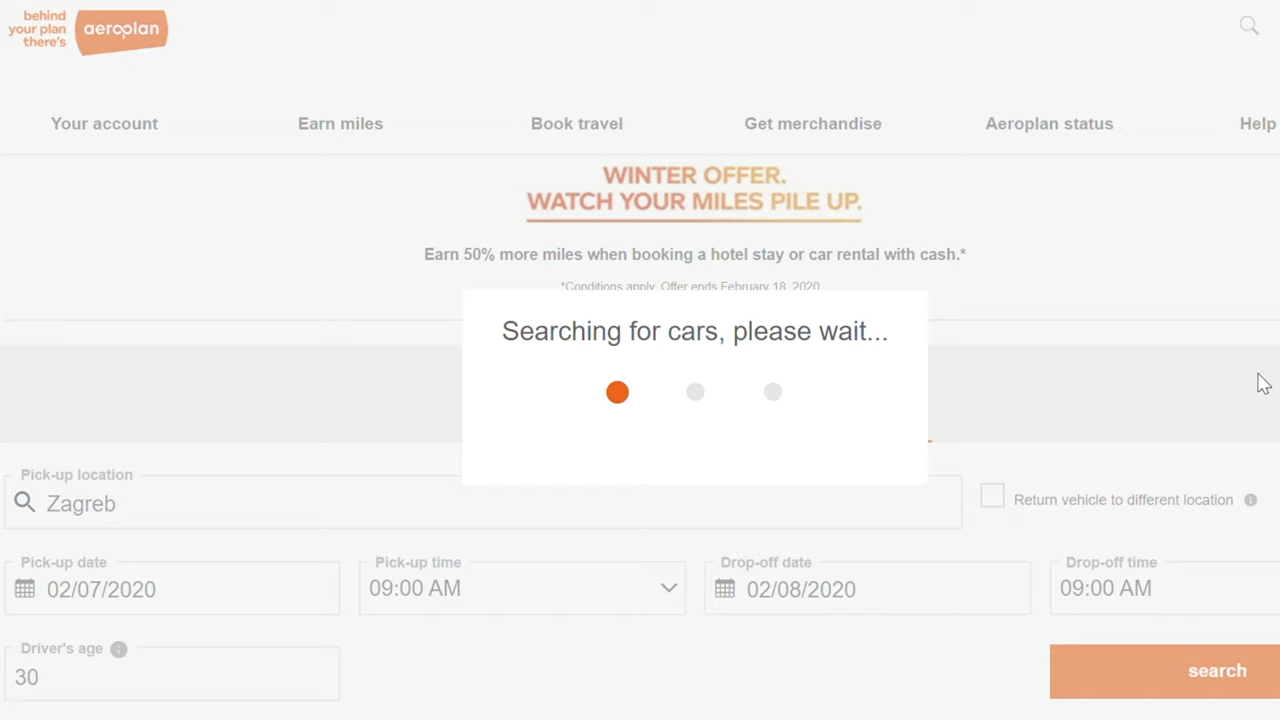 behind
your plan
there's
aeroplan
Your account
Earn miles
Book travel
Get merchandise
Aeroplan status
Help
WINTER OFFER.
WATCH YOUR MILES PILE UP.
Earn 50% more miles when booking a hotel stay or car rental with cash.*
*Conditions apply. Offer ends February 18, 2020
Searching for cars, please wait...
Pick-up location
Zagreb
Return vehicle to different location
Pick-up date
02/07/2020
Pick-up time
09:00 AM
Drop-off date
02/08/2020
Drop-off time
09:00 AM
Driver's age
30
search